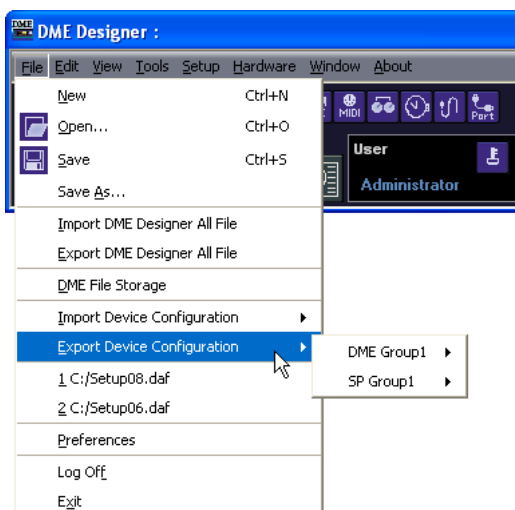 DME DME Designer :
File Edit View Tools Setup Hardware Window About
New Ctrl+N
MIDI Port
Open... Ctrl+O
User
Save Ctrl+S
Administrator
Save As...
Import DME Designer All File
Export DME Designer All File
DME File Storage
Import Device Configuration
Export Device Configuration
DME Group1
1 C:/Setup08.daf
SP Group1
2 C:/Setup06.daf
Preferences
Log Off
Exit